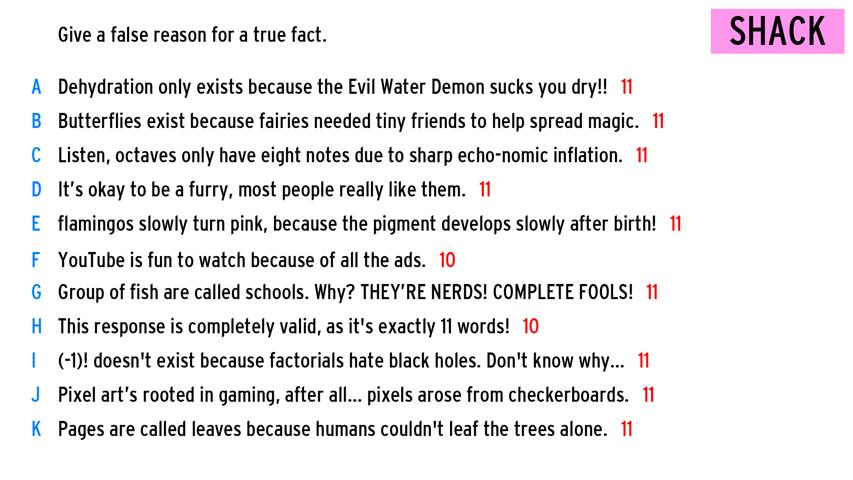 Give a false reason for a true fact.
SHACK
A Dehydration only exists because the Evil Water Demon sucks you dry!! 11
B Butterflies exist because fairies needed tiny friends to help spread magic. 11
C Listen, octaves only have eight notes due to sharp echo-nomic inflation. 11
D It’s okay to be a furry, most people really like them. 11
E flamingos slowly turn pink, because the pigment develops slowly after birth! 11
F YouTube is fun to watch because of all the ads. 10
G Group of fish are called schools. Why? THEY’RE NERDS! COMPLETE FOOLS! 11
H This response is completely valid, as it's exactly 11 words! 10
I (-1)! doesn't exist because factorials hate black holes. Don't know why... 11
J Pixel art’s rooted in gaming, after all... pixels arose from checkerboards. 11
K Pages are called leaves because humans couldn't leaf the trees alone. 11